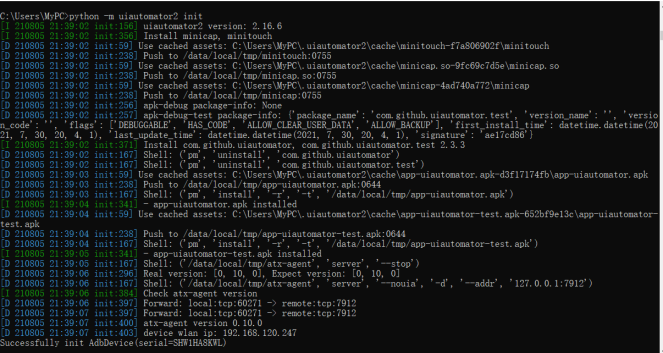 C:\Users\MyPC>python -m uiautomator2 init
[I 210805 21:39:02 init:156] uiautomator2 version: 2.16.6
[I 210805 21:39:02 init:356] Install minicap, minitouch
[D 210805 21:39:02 init:59] Use cached assets: C:\Users\MyPC\.uiautomator2\cache\minitouch-f7a806902f\minitouch
[D 210805 21:39:02 init:238] Push to /data/local/tmp/minitouch:0755
[D 210805 21:39:02 init:59] Use cached assets: C:\Users\MyPC\.uiautomator2\cache\minicap.so-9fc69c7d5e\minicap.so
[D 210805 21:39:02 init:238] Push to /data/local/tmp/minicap.so:0755
[D 210805 21:39:02 init:59] Use cached assets: C:\Users\MyPC\.uiautomator2\cache\minicap-4ad740a772\minicap
[D 210805 21:39:02 init:238] Push to /data/local/tmp/minicap:0755
[D 210805 21:39:02 init:256] apk-debug package-info: None
[D 210805 21:39:02 init:257] apk-debug-test package-info: {'package_name': 'com.github.uiautomator.test', 'version_name': '', 'versi
on_code': '', 'flags': ['DEBUGGABLE', 'HAS_CODE', 'ALLOW_CLEAR_USER_DATA', 'ALLOW_BACKUP'], 'first_install_time': datetime.datetime(20
21, 7, 30, 20, 4, 1), 'last_update_time': datetime.datetime(2021, 7, 30, 20, 4, 1), 'signature': 'ae17cd86'}
[I 210805 21:39:02 init:371] Install com.github.uiautomator, com.github.uiautomator.test 2.3.3
[D 210805 21:39:02 init:167] Shell: ('pm', 'uninstall', 'com.github.uiautomator')
[D 210805 21:39:02 init:167] Shell: ('pm', 'uninstall', 'com.github.uiautomator.test')
[D 210805 21:39:03 init:59] Use cached assets: C:\Users\MyPC\.uiautomator2\cache\app-uiautomator.apk-d3f17174fb\app-uiautomator.apk
[D 210805 21:39:03 init:238] Push to /data/local/tmp/app-uiautomator.apk:0644
[D 210805 21:39:03 init:167] Shell: ('pm', 'install', '-r', '-t', '/data/local/tmp/app-uiautomator.apk')
[I 210805 21:39:04 init:341] - app-uiautomator.apk installed
[D 210805 21:39:04 init:59] Use cached assets: C:\Users\MyPC\.uiautomator2\cache\app-uiautomator-test.apk-652bf9e13c\app-uiautomator-
test.apk
[D 210805 21:39:04 init:238] Push to /data/local/tmp/app-uiautomator-test.apk:0644
[D 210805 21:39:04 init:167] Shell: ('pm', 'install', '-r', '-t', '/data/local/tmp/app-uiautomator-test.apk')
[I 210805 21:39:05 init:341] - app-uiautomator-test.apk installed
[D 210805 21:39:05 init:167] Shell: ('/data/local/tmp/atx-agent', 'server', '--stop')
[D 210805 21:39:06 init:296] Real version: [0, 10, 0], Expect version: [0, 10, 0]
[D 210805 21:39:06 init:167] Shell: ('/data/local/tmp/atx-agent', 'server', '--nouia', '-d', '--addr', '127.0.0.1:7912')
[I 210805 21:39:06 init:384] Check atx-agent version
[D 210805 21:39:06 init:397] Forward: local:tcp:60271 -> remote:tcp:7912
[D 210805 21:39:07 init:397] Forward: local:tcp:60271 -> remote:tcp:7912
[D 210805 21:39:07 init:400] atx-agent version 0.10.0
[D 210805 21:39:07 init:403] device wlan ip: 192.168.120.247
Successfully init AdbDevice(serial=SHW1HA8KWL)